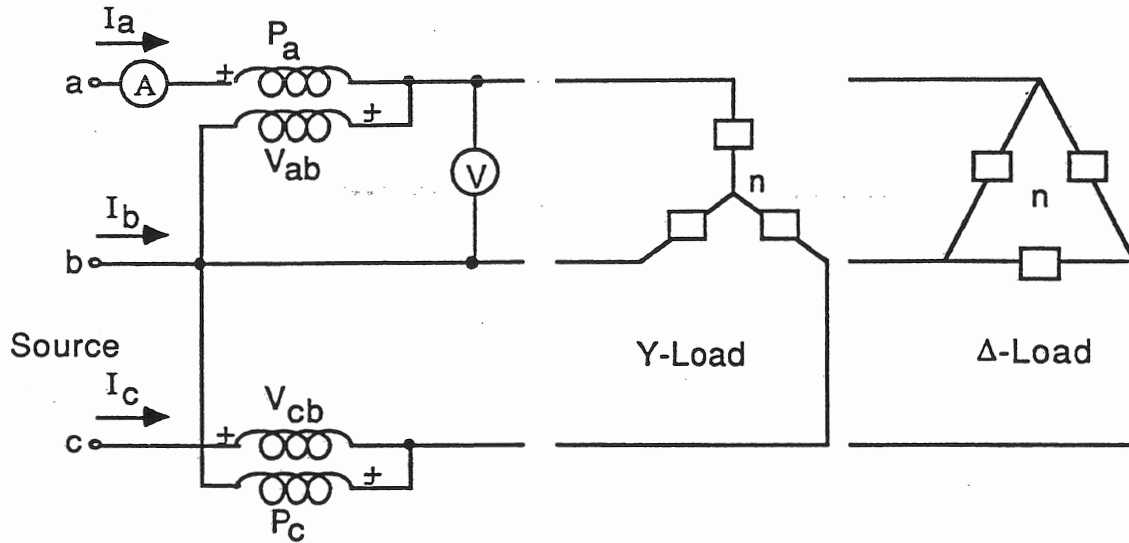 Ia
Pa
a
A
±
±
Vab
V
n
n
Ib
b
Source
Y-Load
Δ-Load
Ic
Vcb
c
±
±
Pc